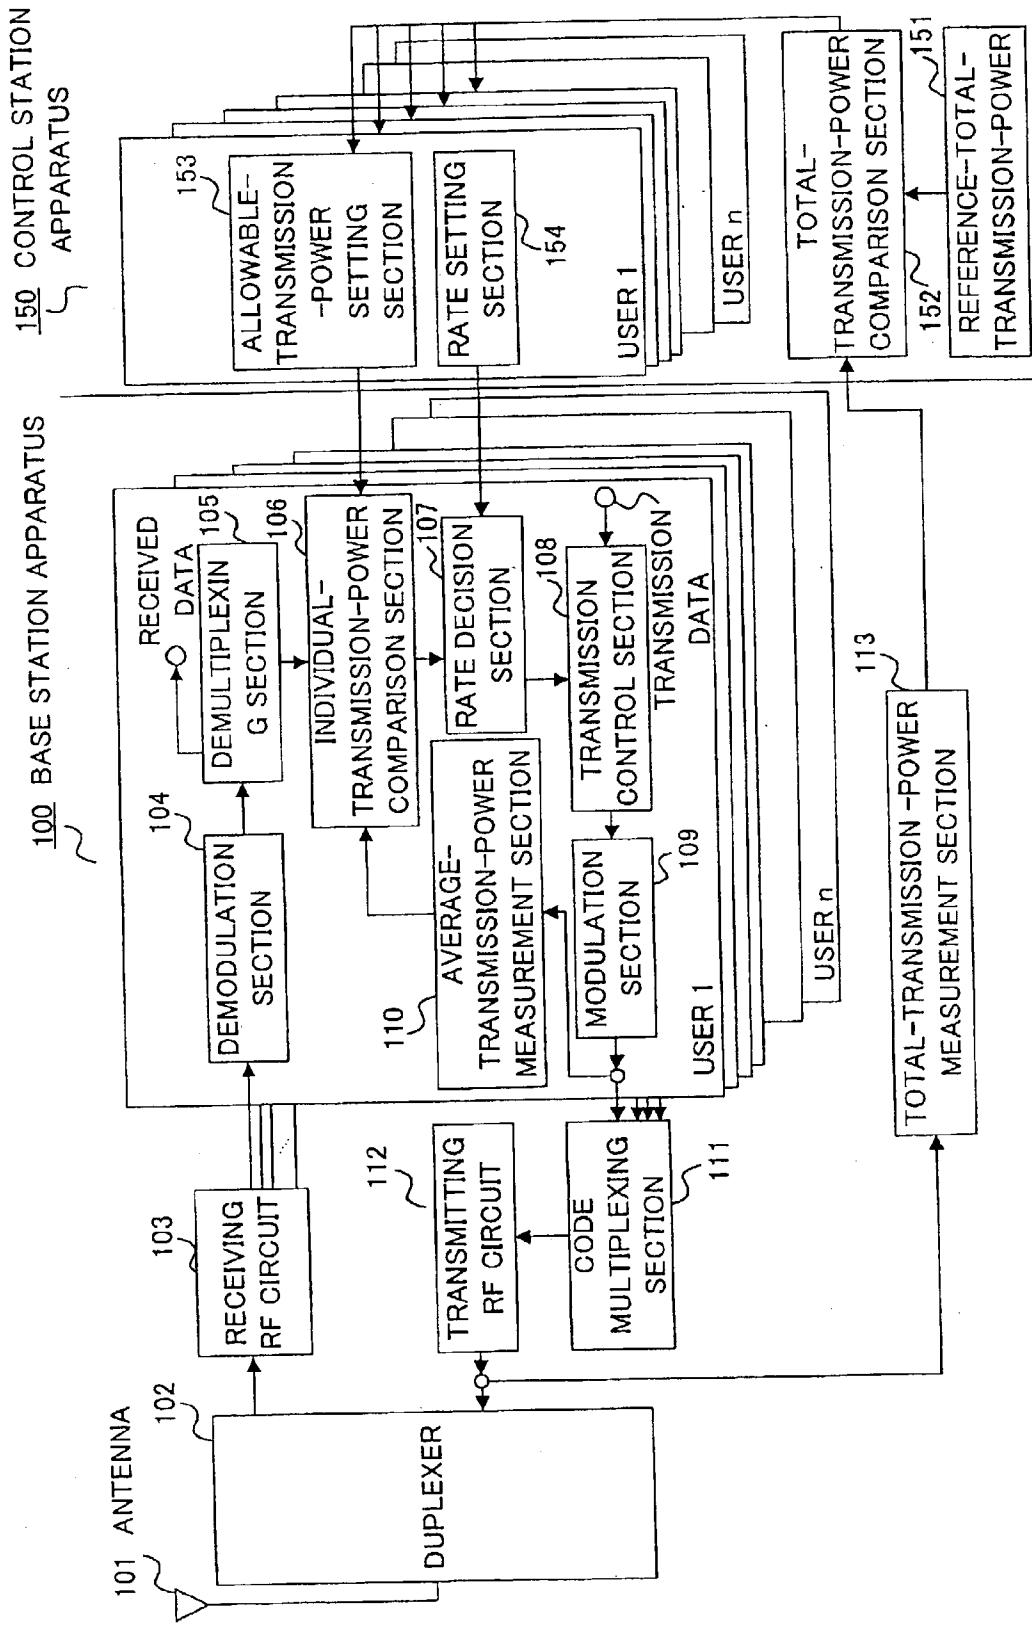 100 BASE STATION APPARATUS
150 CONTROL STATION
APPARATUS
101 ANTENNA
102
DUPLEXER
103
RECEIVING
RF CIRCUIT
104
DEMODULATION
SECTION
RECEIVED
DATA
105
DEMULTIPLEXIN
G SECTION
106
INDIVIDUAL-
TRANSMISSION-POWER
COMPARISON SECTION
107
RATE DECISION
SECTION
108
TRANSMISSION
CONTROL SECTION
TRANSMISSION
DATA
109
MODULATION
SECTION
110
AVERAGE-
TRANSMISSION-POWER
MEASUREMENT SECTION
USER 1
USER n
111
CODE
MULTIPLEXING
SECTION
112
TRANSMITTING
RF CIRCUIT
113
TOTAL-TRANSMISSION-POWER
MEASUREMENT SECTION
153
ALLOWABLE-
TRANSMISSION
-POWER
SETTING
SECTION
RATE SETTING
SECTION
154
USER 1
USER n
TOTAL-
TRANSMISSION-POWER
COMPARISON SECTION
152
151
REFERENCE-TOTAL-
TRANSMISSION-POWER